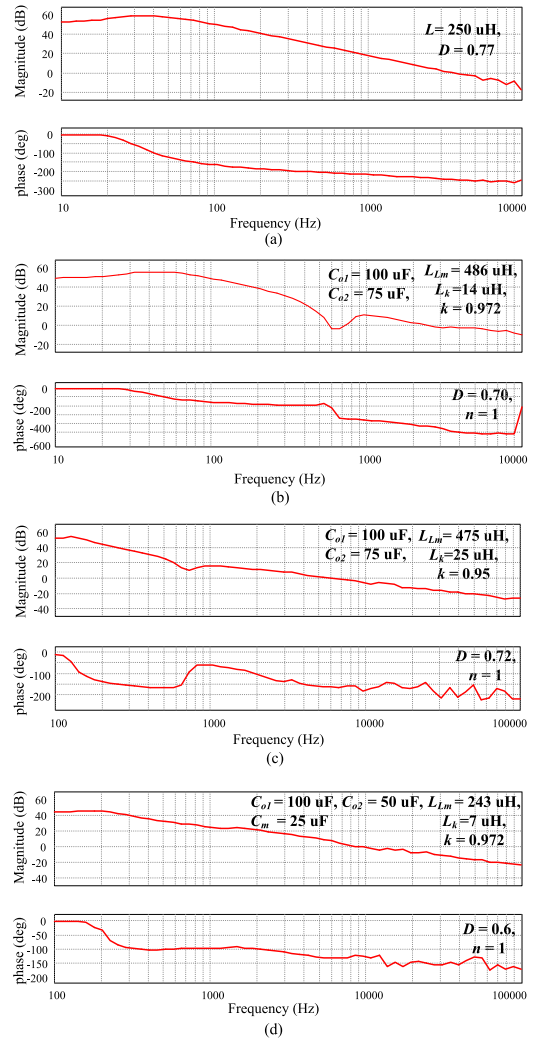 Magnitude (dB)
60
40
20
0
-20
L= 250 uH,
D = 0.77
phase (deg)
0
-100
-200
-300
10
100
1000
10000
Frequency (Hz)
(a)
Magnitude (dB)
60
40
20
0
-20
Co1 = 100 uF, LLm = 486 uH,
Co2 = 75 uF, Lk= 14 uH,
k = 0.972
phase (deg)
0
-200
-400
-600
D = 0.70,
n = 1
10
100
1000
10000
(b)
Magnitude (dB)
60
40
20
0
-20
-40
Co1 = 100 uF, LLm= 475 uH,
Co2 = 75 uF, Lk=25 uH,
k = 0.95
phase (deg)
0
-100
-200
D = 0.72,
n = 1
100
1000
10000
100000
Frequency (Hz)
(c)
Magnitude (dB)
60
40
20
0
-20
-40
Co1 = 100 uF, Co2 = 50 uF, LLm = 243 uH,
Cm = 25 uF Lk=7 uH,
k = 0.972
phase (deg)
0
-50
-100
-150
-200
D = 0.6,
n = 1
100
1000
10000
100000
Frequency (Hz)
(d)